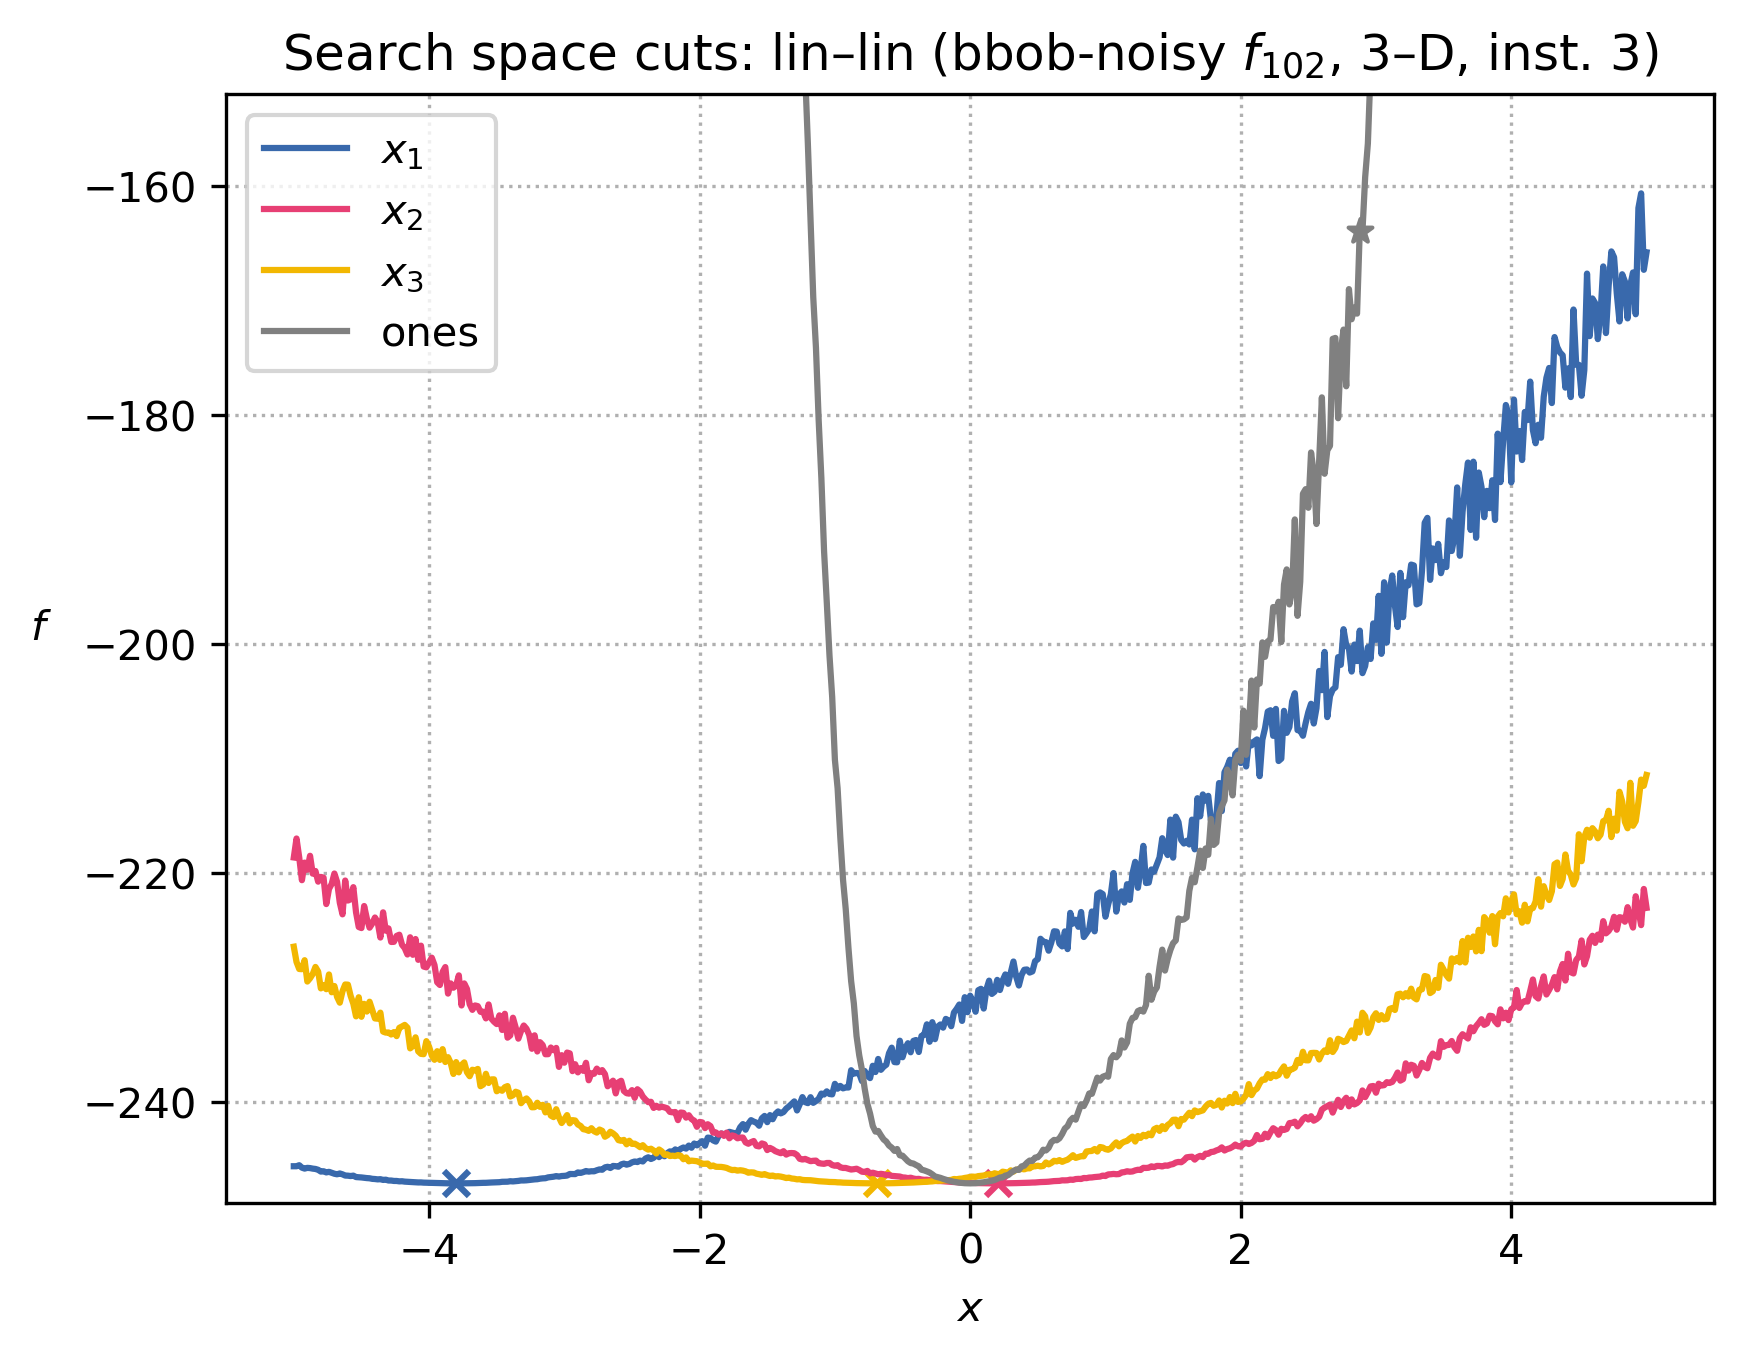 Search space cuts: lin–lin (bbob-noisy f₁₀₂, 3–D, inst. 3)
x₁
x₂
x₃
ones
−160
−180
−200
−220
−240
f
−4
−2
0
2
4
x